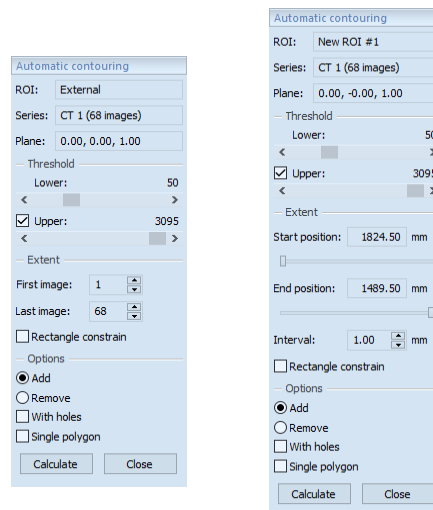 Automatic contouring
ROI: External
Series: CT 1 (68 images)
Plane: 0.00, 0.00, 1.00
Threshold
Lower: 50
Upper: 3095
Extent
First image: 1
Last image: 68
Rectangle constrain
Options
Add
Remove
With holes
Single polygon
Calculate Close
Automatic contouring
ROI: New ROI #1
Series: CT 1 (68 images)
Plane: 0.00, -0.00, 1.00
Threshold
Lower: 50
Upper: 3095
Extent
Start position: 1824.50 mm
End position: 1489.50 mm
Interval: 1.00 mm
Rectangle constrain
Options
Add
Remove
With holes
Single polygon
Calculate Close